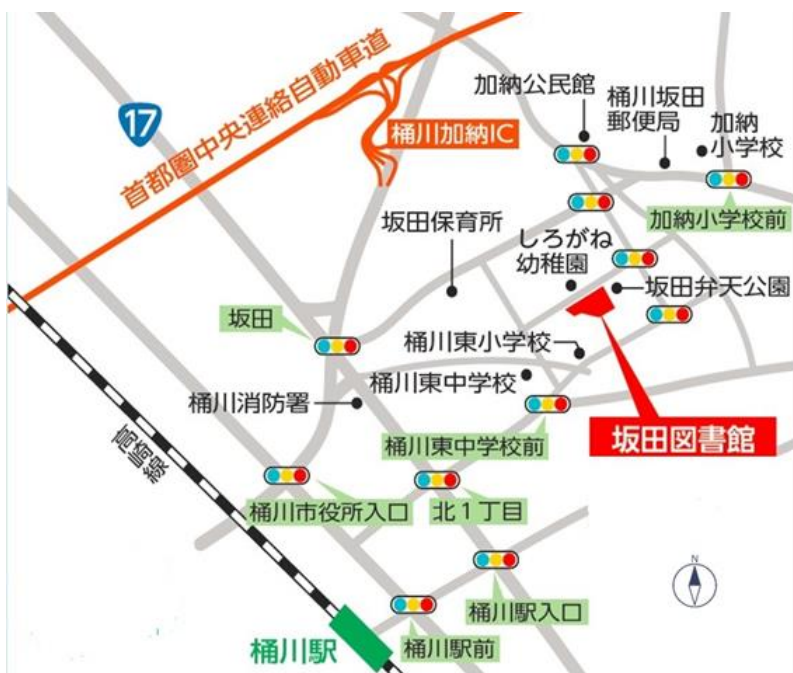 17
首都圏中央連絡自動車道
桶川加納IC
加納公民館
桶川坂田
郵便局
加納
小学校
加納小学校前
坂田保育所
しろがね
幼稚園
坂田弁天公園
坂田
桶川東小学校
桶川東中学校
桶川消防署
桶川東中学校前
坂田図書館
高崎線
桶川市役所入口
北1丁目
N
桶川駅入口
桶川駅前
桶川駅